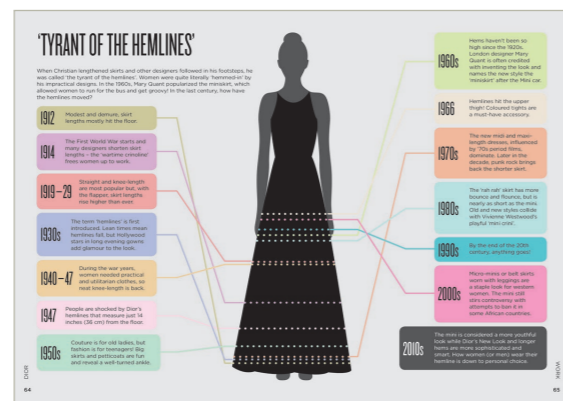 'TYRANT OF THE HEMLINES'
When Christian lengthened skirts and other designers followed in his footsteps, he
was called 'the tyrant of the hemlines'. Women were quite literally 'hemmed-in' by
his impractical designs. In the 1960s, Mary Quant popularized the miniskirt, which
allowed women to run for the bus and get groovy! In the last century, how have
the hemlines moved?
1912
Modest and demure, skirt
lengths mostly hit the floor.
1914
The First World War starts and
many designers shorten skirt
lengths – the 'wartime crinoline'
frees women up to work.
1919–29
Straight and knee-length
are most popular but, with
the flapper, skirt lengths
rise higher than ever.
1930s
The term 'hemlines' is first
introduced. Lean times mean
hemlines fall, but Hollywood
stars in long evening gowns
add glamour to the look.
1940–47
During the war years,
women needed practical
and utilitarian clothes, so
neat knee-length is back.
1947
People are shocked by Dior's
hemlines that measure just 14
inches (36 cm) from the floor.
1950s
Couture is for old ladies, but
fashion is for teenagers! Big
skirts and petticoats are fun
and reveal a well-turned ankle.
DIOR
64
1960s
Hems haven't been so
high since the 1920s.
London designer Mary
Quant is often credited
with inventing the look and
names the new style the
'miniskirt' after the Mini car.
1966
Hemlines hit the upper
thigh! Coloured tights are
a must-have accessory.
1970s
The now midi and maxi-
length dresses, influenced
by '70s period films,
dominate. Later in the
decade, punk rock brings
back the shorter skirt.
1980s
The 'rah rah' skirt has more
bounce and flounce, but is
nearly as short as the mini.
Old and new styles collide
with Vivienne Westwood's
playful 'mini crini'.
1990s
By the end of the 20th
century, anything goes!
2000s
Micro-minis or belt skirts
worn with leggings are
a staple look for western
women. The mini still
stirs controversy with
attempts to ban it in
some African countries.
2010s
The mini is considered a more youthful
look while Dior's New Look and longer
hems are more sophisticated and
smart. How women (or men) wear their
hemline is down to personal choice.
WORK
65